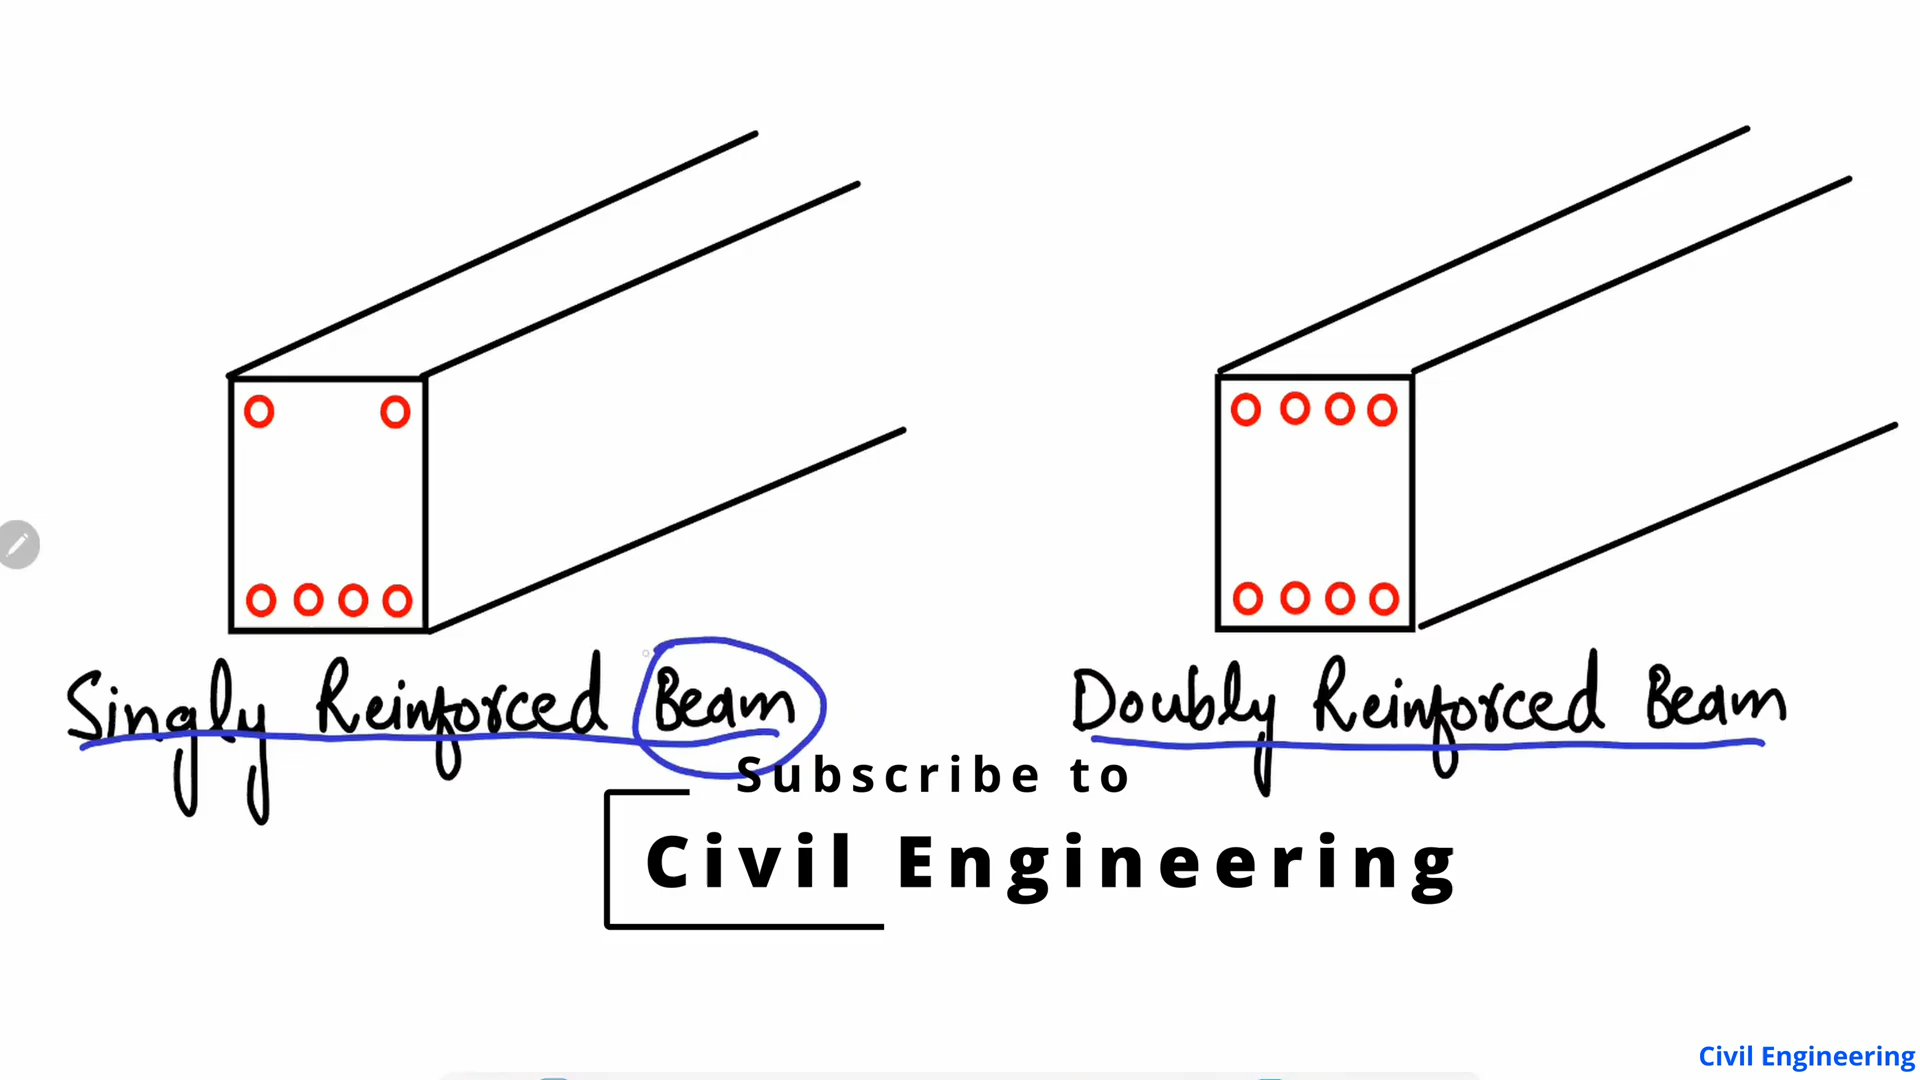 Singly Reinforced Beam
Doubly Reinforced Beam
Subscribe to
Civil Engineering
Civil Engineering